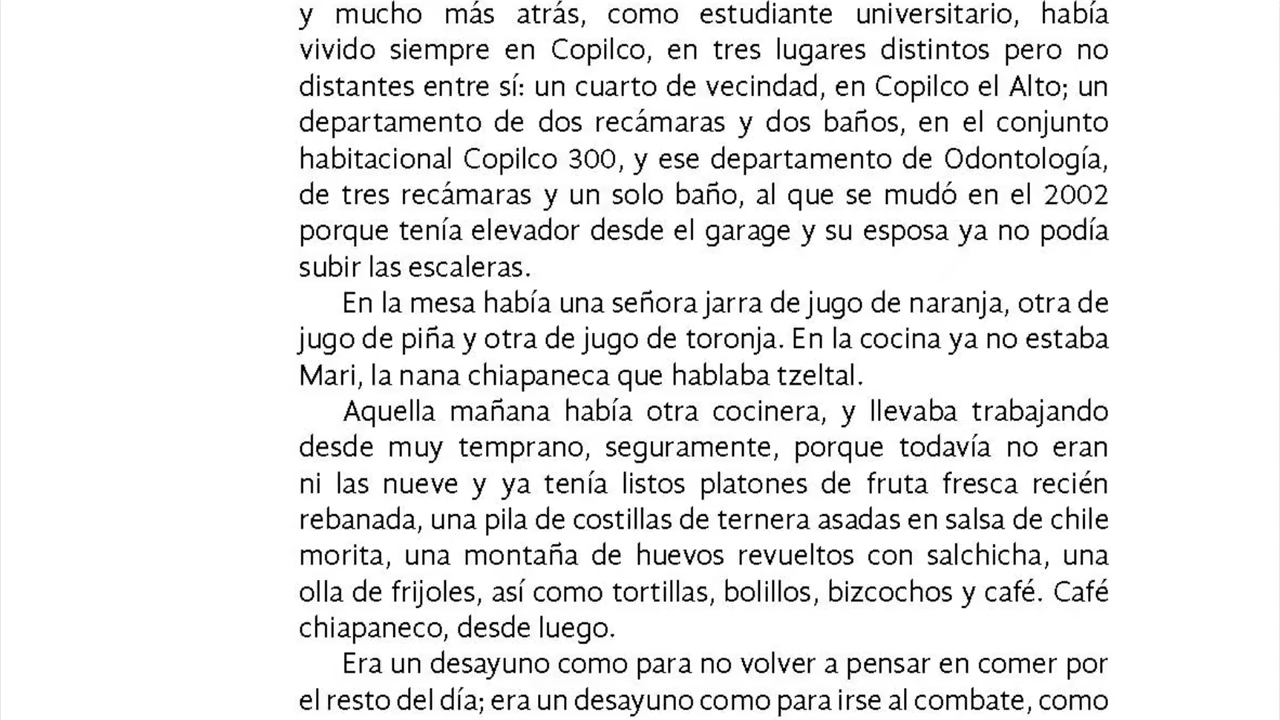 y mucho más atrás, como estudiante universitario, había
vivido siempre en Copilco, en tres lugares distintos pero no
distantes entre sí: un cuarto de vecindad, en Copilco el Alto; un
departamento de dos recámaras y dos baños, en el conjunto
habitacional Copilco 300, y ese departamento de Odontología,
de tres recámaras y un solo baño, al que se mudó en el 2002
porque tenía elevador desde el garage y su esposa ya no podía
subir las escaleras.
En la mesa había una señora jarra de jugo de naranja, otra de
jugo de piña y otra de jugo de toronja. En la cocina ya no estaba
Mari, la nana chiapaneca que hablaba tzeltal.
Aquella mañana había otra cocinera, y llevaba trabajando
desde muy temprano, seguramente, porque todavía no eran
ni las nueve y ya tenía listos platones de fruta fresca recién
rebanada, una pila de costillas de ternera asadas en salsa de chile
morita, una montaña de huevos revueltos con salchicha, una
olla de frijoles, así como tortillas, bolillos, bizcochos y café. Café
chiapaneco, desde luego.
Era un desayuno como para no volver a pensar en comer por
el resto del día; era un desayuno como para irse al combate, como